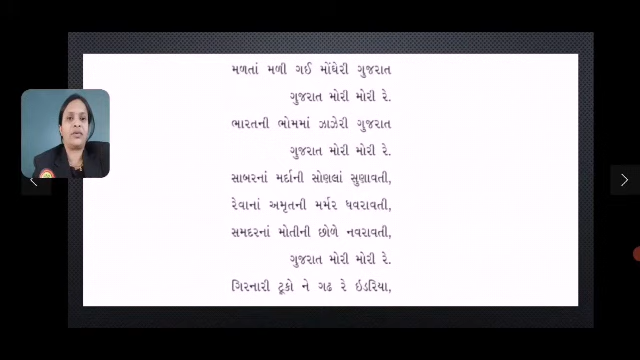 મળતાં મળી ગઈ મોંઘેરી ગુજરાત
ગુજરાત મોરી મોરી રે.
ભારતની ભોમમાં ઝાઝેરી ગુજરાત
ગુજરાત મોરી મોરી રે.
સાબરનાં મર્દાની સોણલાં સુણાવતી,
રેવાનાં અમૃતની મર્મર ધવરાવતી,
સમદરનાં મોતીની છોળે નવરાવતી,
ગુજરાત મોરી મોરી રે.
ગિરનારી ટૂકો ને ગઢ રે ઇડરિયા,